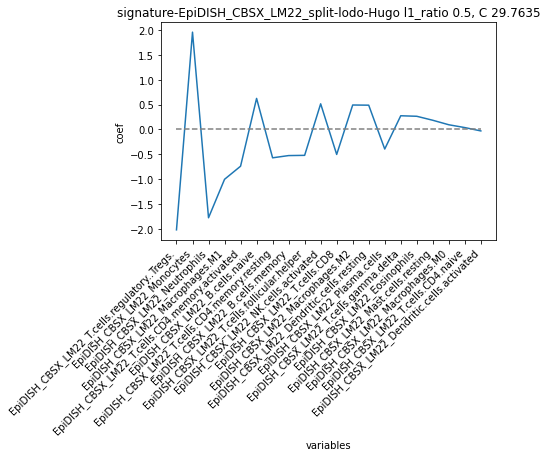 signature-EpiDISH_CBSX_LM22_split-lodo-Hugo l1_ratio 0.5, C 29.7635
2.0
1.5
1.0
0.5
0.0
−0.5
−1.0
−1.5
−2.0
coef
EpiDISH_CBSX_LM22_T.cells.regulatory..Tregs.
EpiDISH_CBSX_LM22_Monocytes
EpiDISH_CBSX_LM22_Neutrophils
EpiDISH_CBSX_LM22_Macrophages.M1
EpiDISH_CBSX_LM22_T.cells.CD4.memory.activated
EpiDISH_CBSX_LM22_B.cells.naive
EpiDISH_CBSX_LM22_T.cells.CD4.memory.resting
EpiDISH_CBSX_LM22_B.cells.memory
EpiDISH_CBSX_LM22_T.cells.follicular.helper
EpiDISH_CBSX_LM22_NK.cells.activated
EpiDISH_CBSX_LM22_T.cells.CD8
EpiDISH_CBSX_LM22_Macrophages.M2
EpiDISH_CBSX_LM22_Dendritic.cells.resting
EpiDISH_CBSX_LM22_Plasma.cells
EpiDISH_CBSX_LM22_T.cells.gamma.delta
EpiDISH_CBSX_LM22_Eosinophils
EpiDISH_CBSX_LM22_Mast.cells.resting
EpiDISH_CBSX_LM22_Macrophages.M0
EpiDISH_CBSX_LM22_T.cells.CD4.naive
EpiDISH_CBSX_LM22_Dendritic.cells.activated
variables